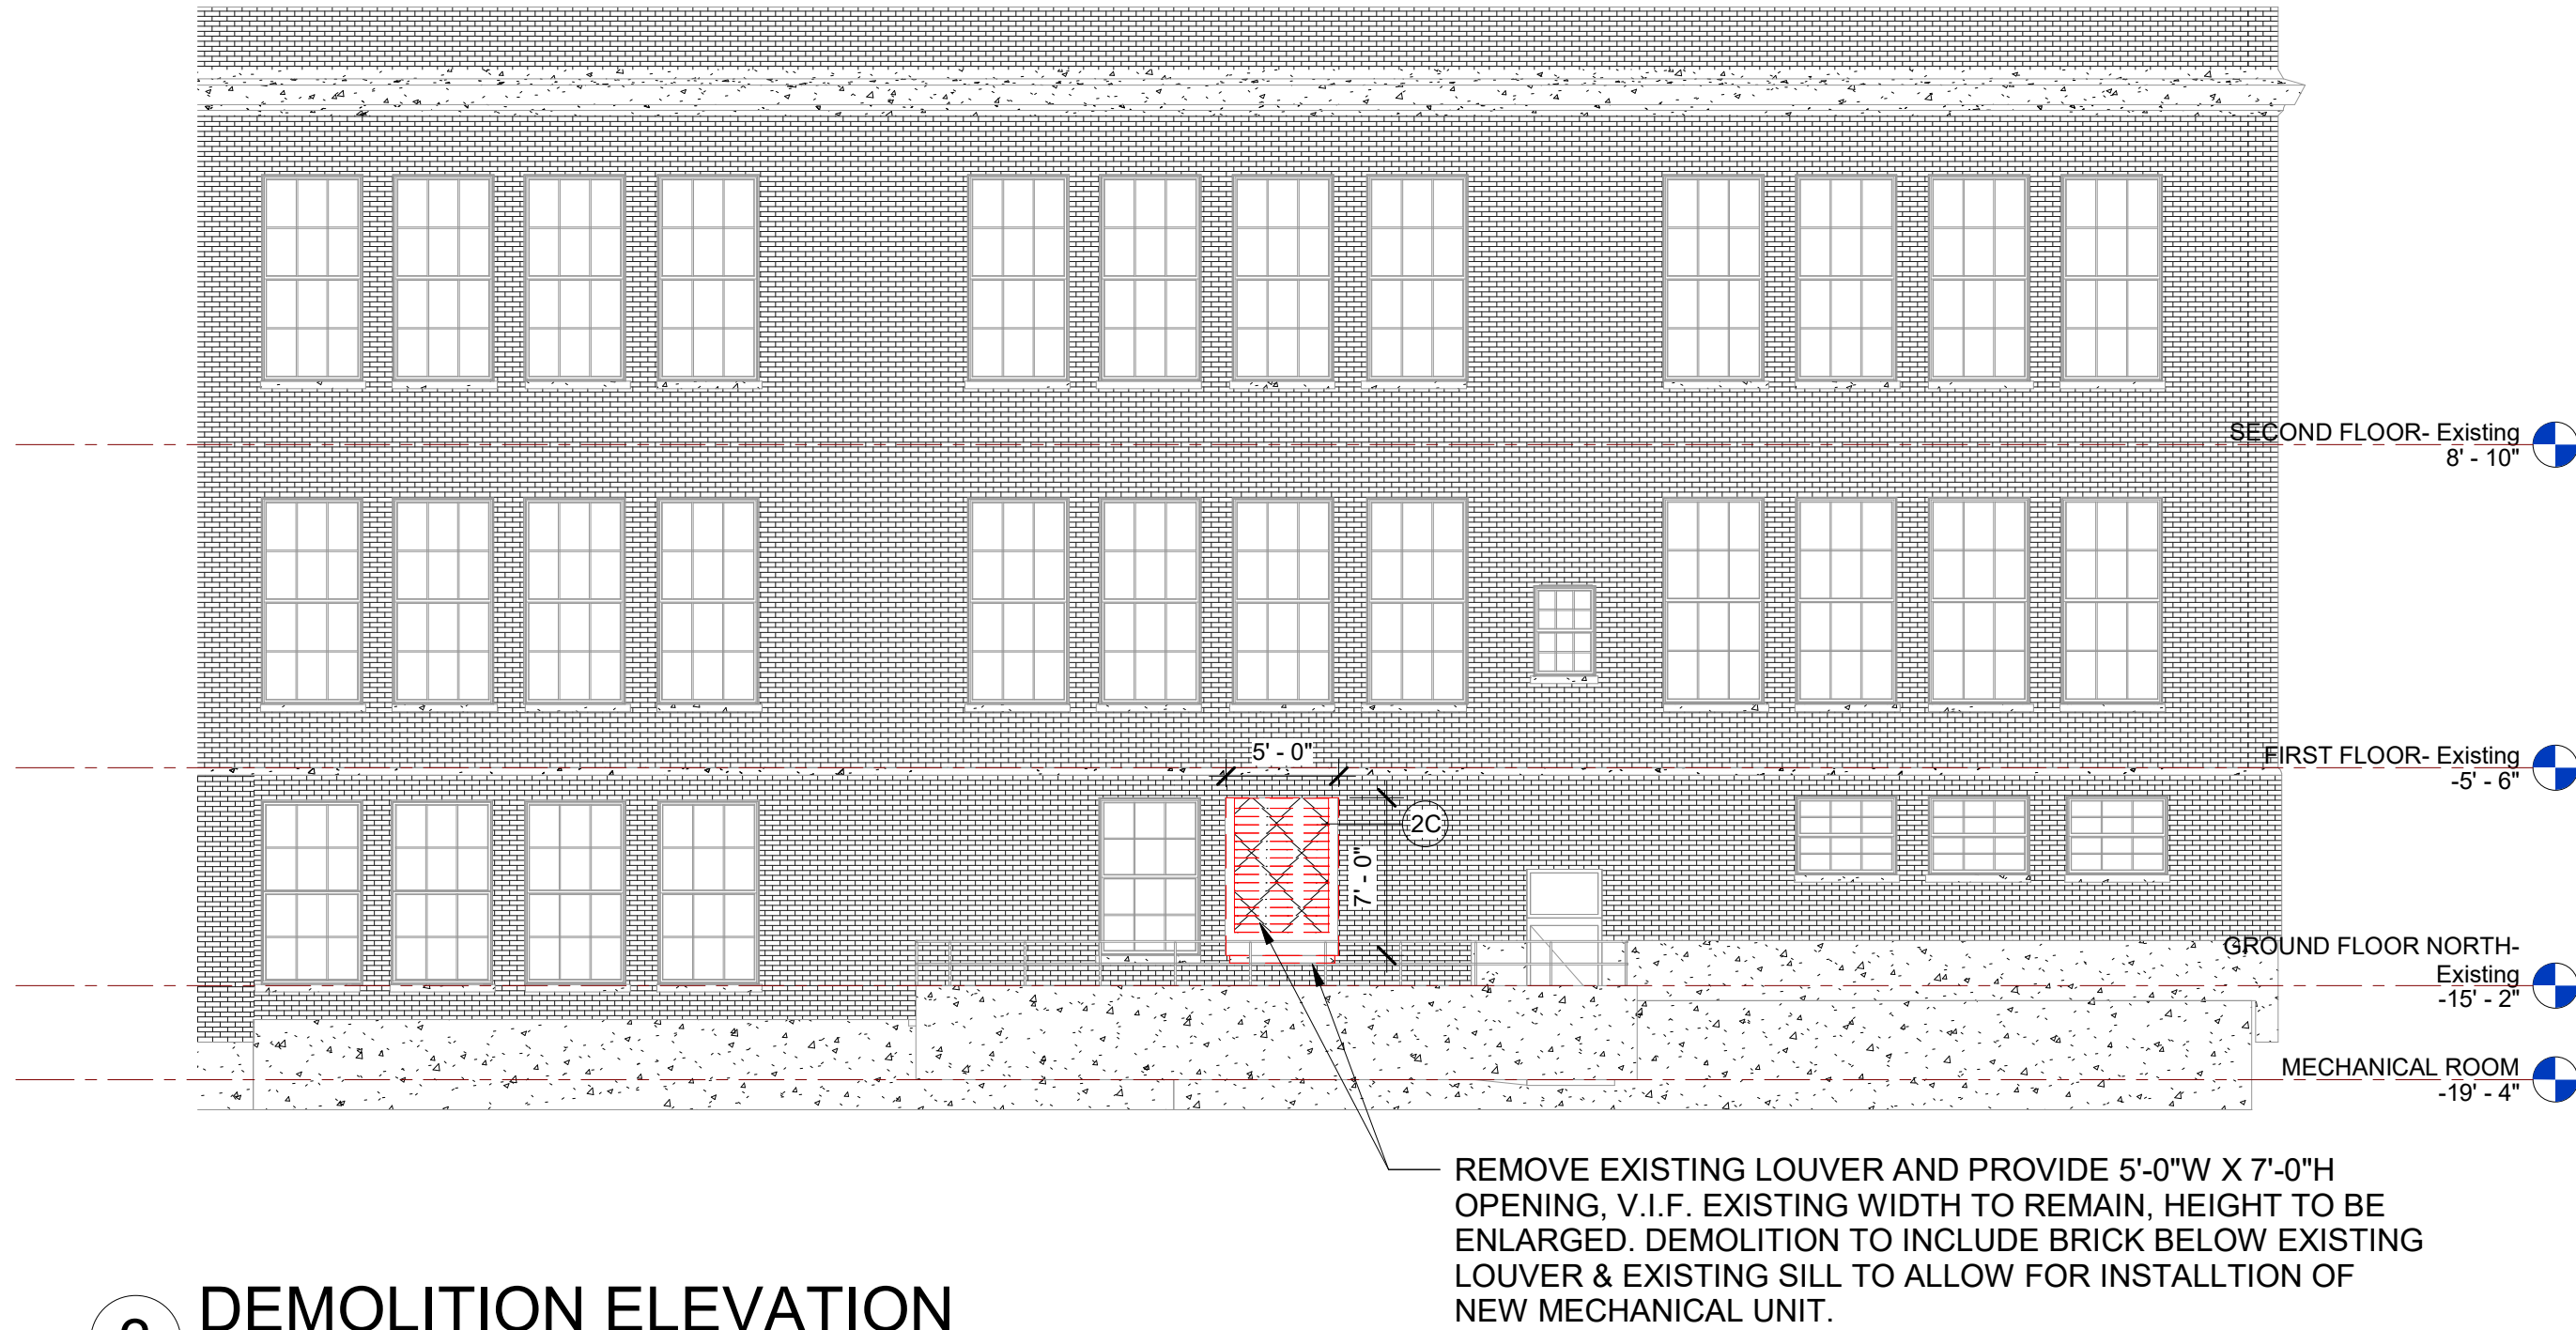 SECOND FLOOR- Existing
8' - 10"
5' - 0"
FIRST FLOOR- Existing
-5' - 6"
2C
7' - 0"
GROUND FLOOR NORTH-
Existing
-15' - 2"
MECHANICAL ROOM
-19' - 4"
REMOVE EXISTING LOUVER AND PROVIDE 5'-0"W X 7'-0"H
OPENING, V.I.F. EXISTING WIDTH TO REMAIN, HEIGHT TO BE
ENLARGED. DEMOLITION TO INCLUDE BRICK BELOW EXISTING
LOUVER & EXISTING SILL TO ALLOW FOR INSTALLTION OF
NEW MECHANICAL UNIT.
DEMOLITION ELEVATION